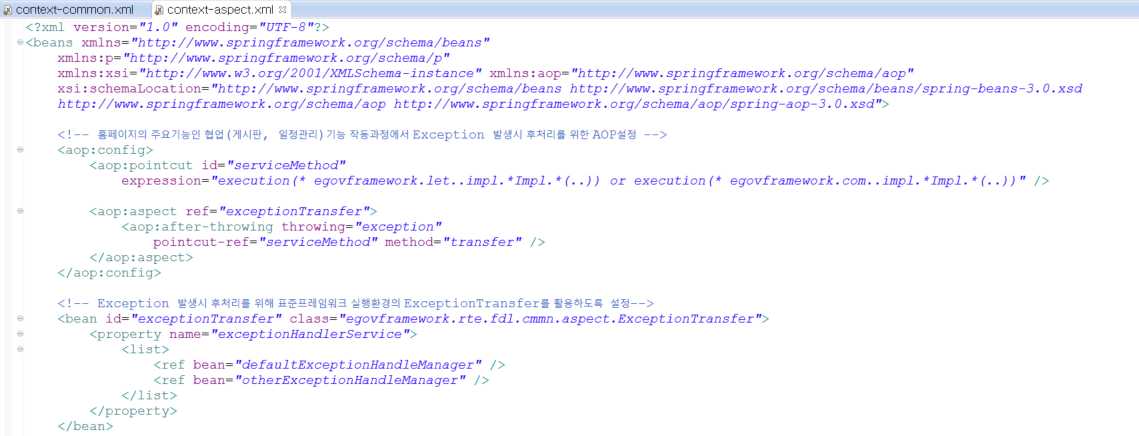 context-common.xml context-aspect.xml
<?xml version="1.0" encoding="UTF-8"?>
<beans xmlns="http://www.springframework.org/schema/beans"
xmlns:p="http://www.springframework.org/schema/p"
xmlns:xsi="http://www.w3.org/2001/XMLSchema-instance" xmlns:aop="http://www.springframework.org/schema/aop"
xsi:schemaLocation="http://www.springframework.org/schema/beans http://www.springframework.org/schema/beans/spring-beans-3.0.xsd
http://www.springframework.org/schema/aop http://www.springframework.org/schema/aop/spring-aop-3.0.xsd">
<!-- 홈페이지의 주요기능인 협업(게시판, 일정관리)기능 작동과정에서 Exception 발생시 후처리를 위한 AOP설정 -->
<aop:config>
<aop:pointcut id="serviceMethod"
expression="execution(* egovframework.let..impl.*Impl.*(..)) or execution(* egovframework.com..impl.*Impl.*(..))" />
<aop:aspect ref="exceptionTransfer">
<aop:after-throwing throwing="exception"
pointcut-ref="serviceMethod" method="transfer" />
</aop:aspect>
</aop:config>
<!-- Exception 발생시 후처리를 위해 표준프레임워크 실행환경의 ExceptionTransfer를 활용하도록 설정-->
<bean id="exceptionTransfer" class="egovframework.rte.fdl.cmmn.aspect.ExceptionTransfer">
<property name="exceptionHandlerService">
<list>
<ref bean="defaultExceptionHandleManager" />
<ref bean="otherExceptionHandleManager" />
</list>
</property>
</bean>